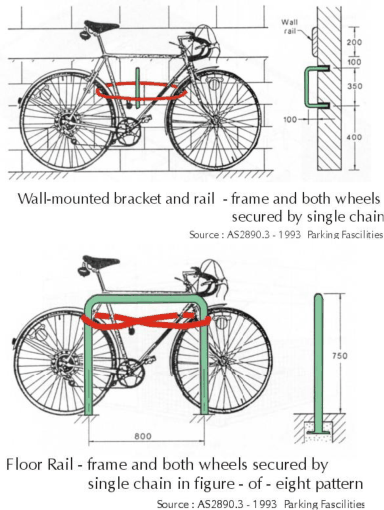 Wall
rail
200
100
350
100
400
Wall-mounted bracket and rail - frame and both wheels
secured by single chain
Source : AS2890.3 - 1993 Parking Fascilities
750
800
Floor Rail - frame and both wheels secured by
single chain in figure - of - eight pattern
Source : AS2890.3 - 1993 Parking Fascilities